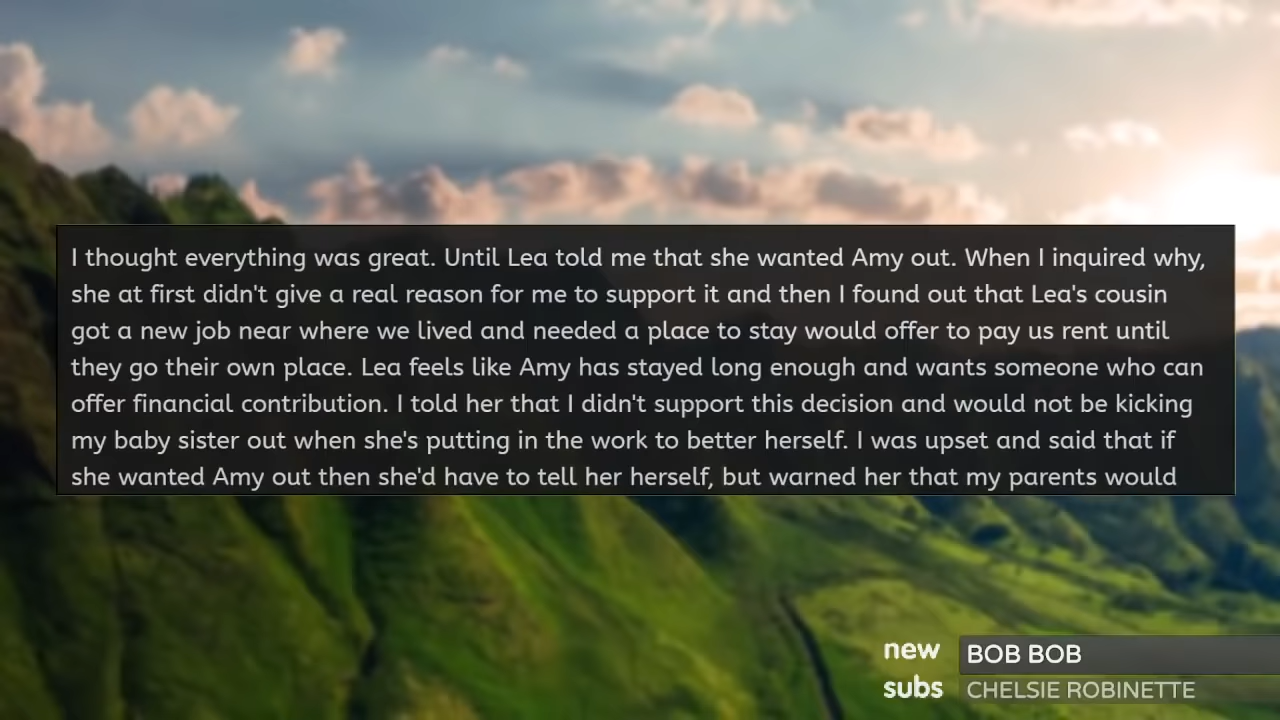 I thought everything was great. Until Lea told me that she wanted Amy out. When I inquired why,
she at first didn't give a real reason for me to support it and then I found out that Lea's cousin
got a new job near where we lived and needed a place to stay would offer to pay us rent until
they go their own place. Lea feels like Amy has stayed long enough and wants someone who can
offer financial contribution. I told her that I didn't support this decision and would not be kicking
my baby sister out when she's putting in the work to better herself. I was upset and said that if
she wanted Amy out then she'd have to tell her herself, but warned her that my parents would
new
BOB BOB
subs
CHELSIE ROBINETTE